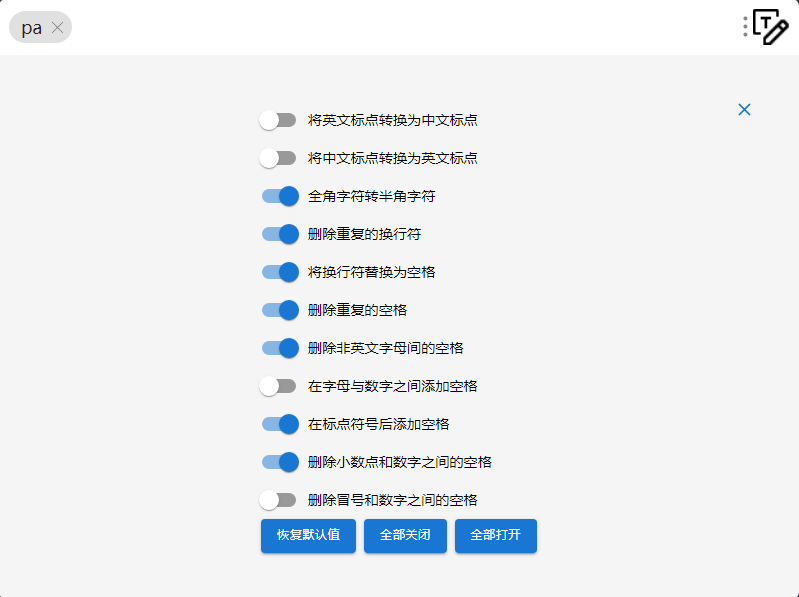 pa
T
将英文标点转换为中文标点
将中文标点转换为英文标点
全角字符转半角字符
删除重复的换行符
将换行符替换为空格
删除重复的空格
删除非英文字母间的空格
在字母与数字之间添加空格
在标点符号后添加空格
删除小数点和数字之间的空格
删除冒号和数字之间的空格
恢复默认值 全部关闭 全部打开